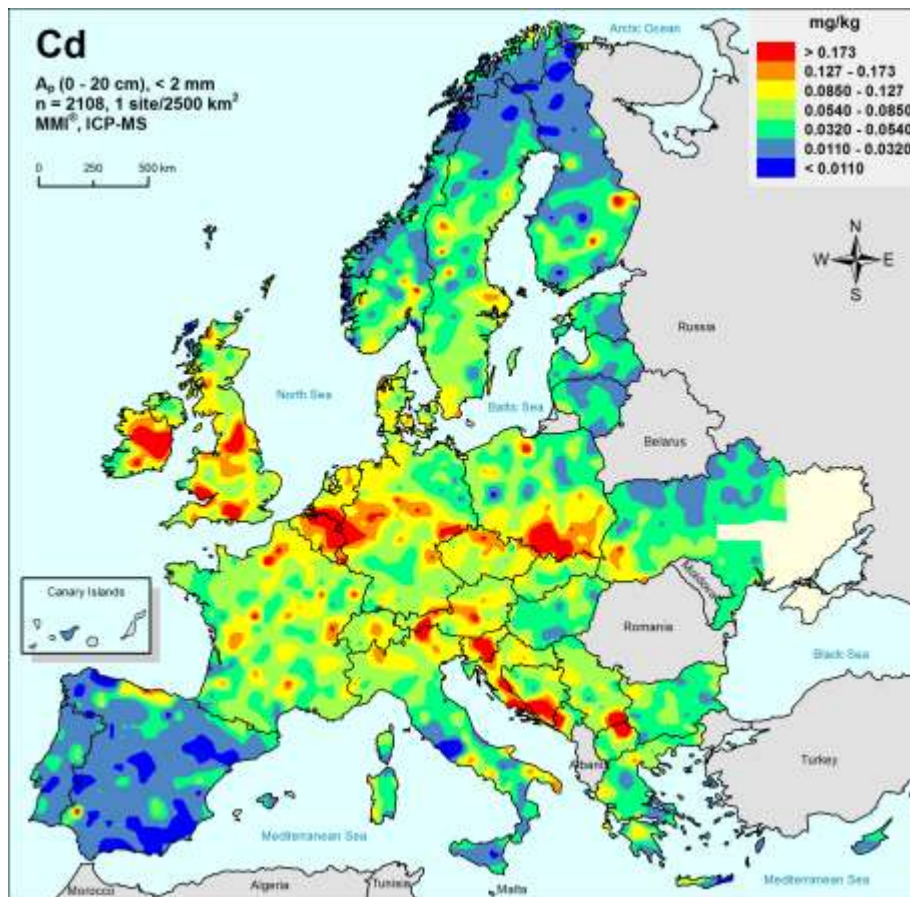 Cd
Aₚ (0 - 20 cm), < 2 mm
n = 2108, 1 site/2500 km²
MMI®, ICP-MS
0 250 500 km
mg/kg
> 0.173
0.127 - 0.173
0.0850 - 0.127
0.0540 - 0.0850
0.0320 - 0.0540
0.0110 - 0.0320
< 0.0110
Arctic Ocean
N
W E
S
Russia
North Sea
Baltic Sea
Belarus
Canary Islands
Moldova
Romania
Black Sea
Albania
Turkey
Mediterranean Sea
Mediterranean Sea
Morocco
Algeria
Tunisia
Malta